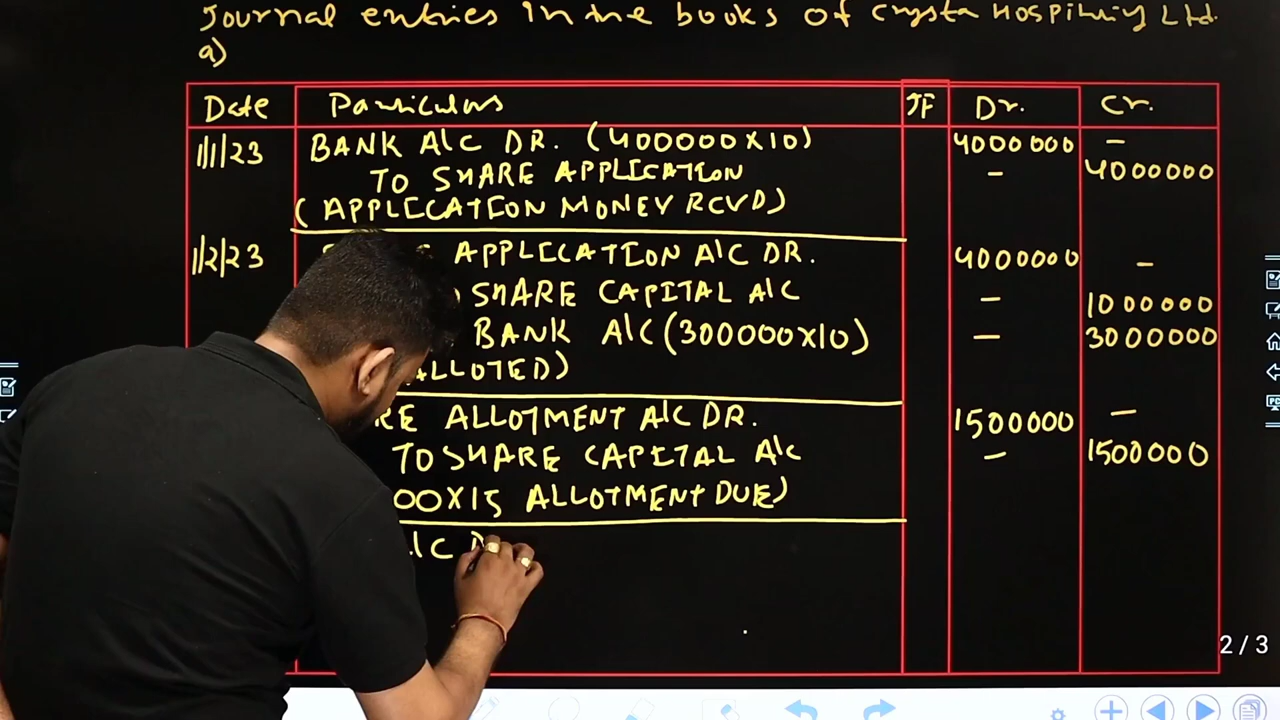 Journal entries in the books of Crysta Hospitality Ltd.
a)
Date Particulars JF Dr. Cr.
1/1/23 BANK A/C DR. (400000X10) 4000000 -
TO SHARE APPLICATION - 4000000
(APPLICATION MONEY RCVD)
1/2/23 APPLICATION A/C DR. 4000000 -
SHARE CAPITAL A/C - 1000000
BANK A/C (300000X10) - 3000000
ALLOTED)
RE ALLOTMENT A/C DR. 1500000 -
TO SHARE CAPITAL A/C - 1500000
00X15 ALLOTMENT DUE)
A/C D
2/3